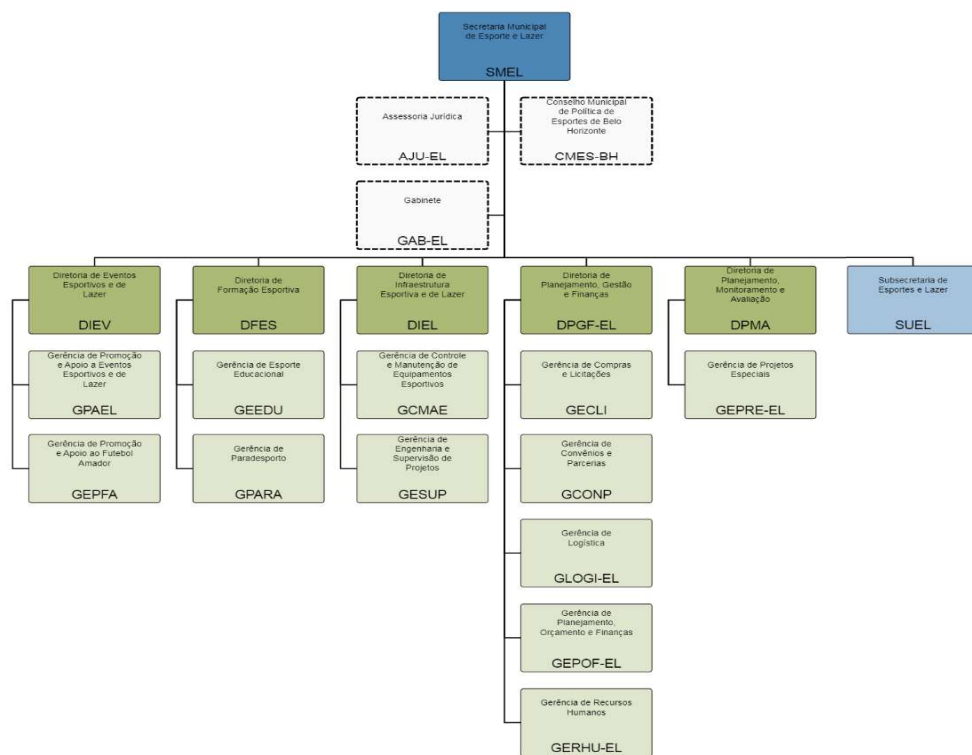 Secretaria Municipal
de Esporte e Lazer
SMEL
Assessoria Jurídica
AJU-EL
Conselho Municipal
de Política de
Esportes de Belo
Horizonte
CMES-BH
Gabinete
GAB-EL
Diretoria de Eventos
Esportivos e de
Lazer
DIEV
Diretoria de
Formação Esportiva
DFES
Diretoria de
Infraestrutura
Esportiva e de Lazer
DIEL
Diretoria de
Planejamento, Gestão
e Finanças
DPGF-EL
Diretoria de
Planejamento,
Monitoramento e
Avaliação
DPMA
Subsecretaria de
Esportes e Lazer
SUEL
Gerência de Promoção
e Apoio a Eventos
Esportivos e de
Lazer
GPAEL
Gerência de Esporte
Educacional
GEEDU
Gerência de Controle
e Manutenção de
Equipamentos
Esportivos
GCMAE
Gerência de Compras
e Licitações
GECLI
Gerência de Projetos
Especiais
GEPRE-EL
Gerência de Promoção
e Apoio ao Futebol
Amador
GEPFA
Gerência de
Paradesporto
GPARA
Gerência de
Engenharia e
Supervisão de
Projetos
GESUP
Gerência de
Convênios e
Parcerias
GCONP
Gerência de
Logística
GLOGI-EL
Gerência de
Planejamento,
Orçamento e Finanças
GEPOF-EL
Gerência de Recursos
Humanos
GERHU-EL